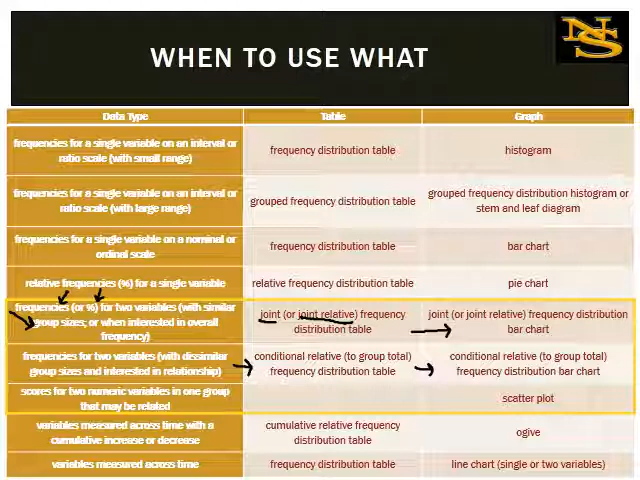 NS
WHEN TO USE WHAT
Data Type
Table
Graph
frequencies for a single variable on an interval or
ratio scale (with small range)
frequency distribution table
histogram
frequencies for a single variable on an interval or
ratio scale (with large range)
grouped frequency distribution table
grouped frequency distribution histogram or
stem and leaf diagram
frequencies for a single variable on a nominal or
ordinal scale
frequency distribution table
bar chart
relative frequencies (%) for a single variable
relative frequency distribution table
pie chart
frequencies (or %) for two variables (with similar
group sizes, or when interested in overall
frequency)
joint (or joint relative) frequency
distribution table
joint (or joint relative) frequency distribution
bar chart
frequencies for two variables (with dissimilar
group sizes and interested in relationship)
conditional relative (to group total)
frequency distribution table
conditional relative (to group total)
frequency distribution bar chart
scores for two numeric variables in one group
that may be related
scatter plot
variables measured across time with a
cumulative increase or decrease
cumulative relative frequency
distribution table
ogive
variables measured across time
frequency distribution table
line chart (single or two variables)